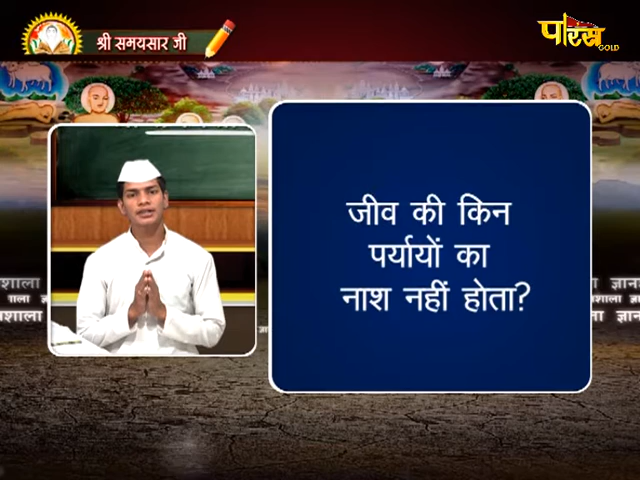 श्री समयसार जी
पारस
GOLD
जीव की किन
पर्यायों का
नाश नहीं होता?